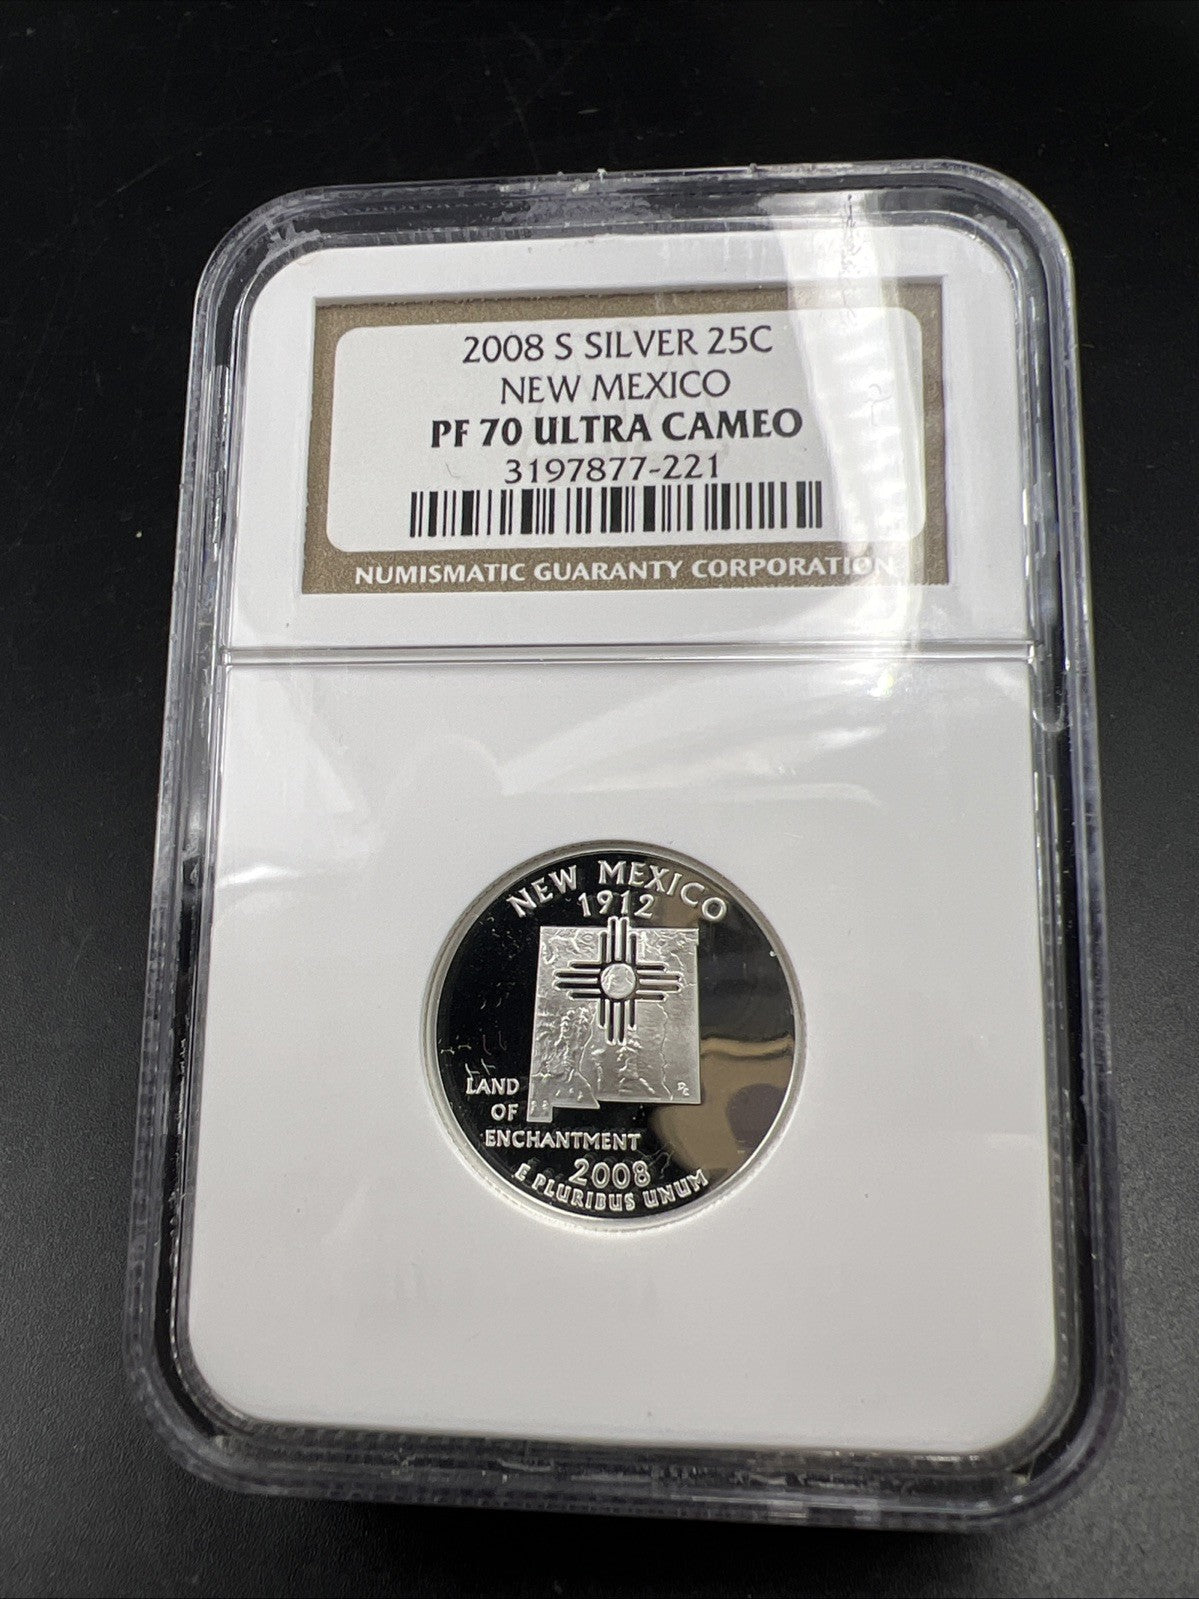 2008 S SILVER 25C
NEW MEXICO
PF 70 ULTRA CAMEO
3197877-221
NUMISMATIC GUARANTY CORPORATION
NEW MEXICO
1912
LAND
OF
ENCHANTMENT
2008
E PLURIBUS UNUM